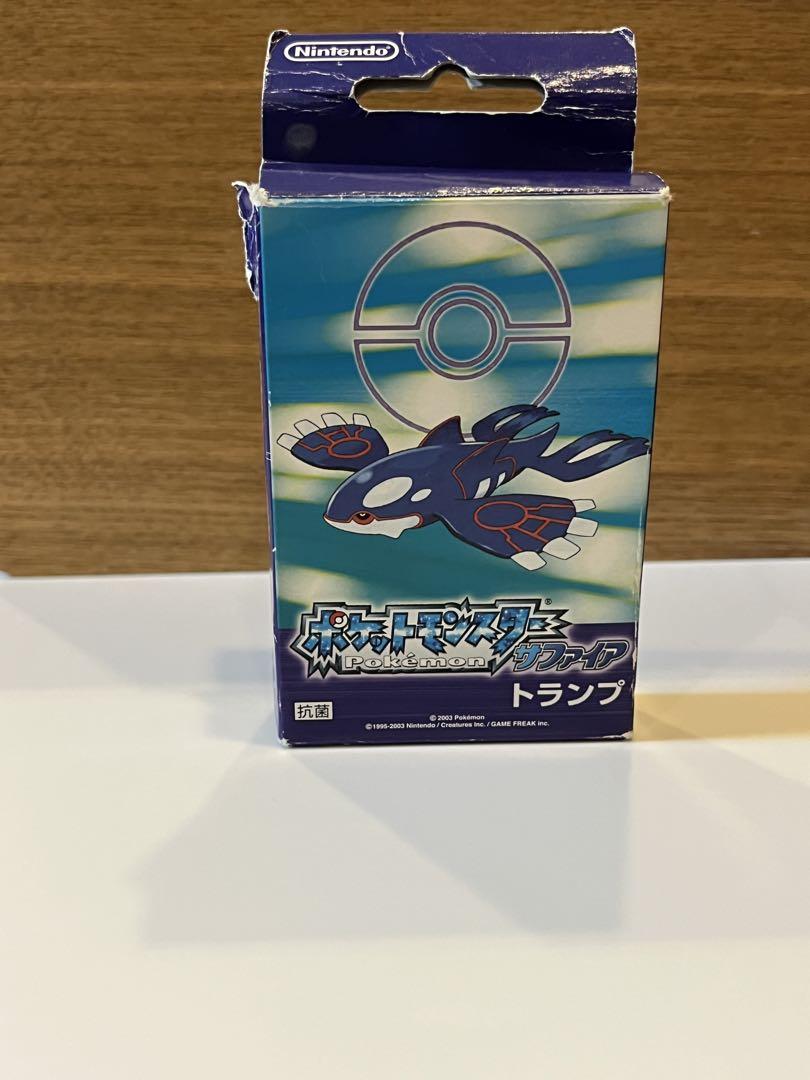 Nintendo
ポケットモンスター®
Pokémon
サファイア
トランプ
抗菌
© 2003 Pokémon
©1995-2003 Nintendo / Creatures Inc. / GAME FREAK inc.